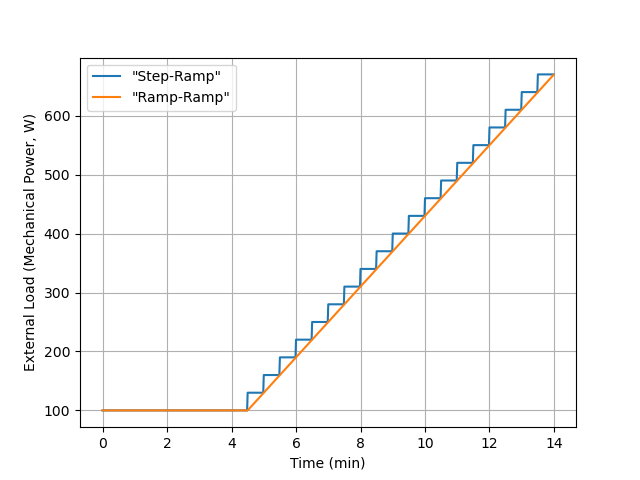 "Step-Ramp"
"Ramp-Ramp"
External Load (Mechanical Power, W)
600
500
400
300
200
100
0 2 4 6 8 10 12 14
Time (min)